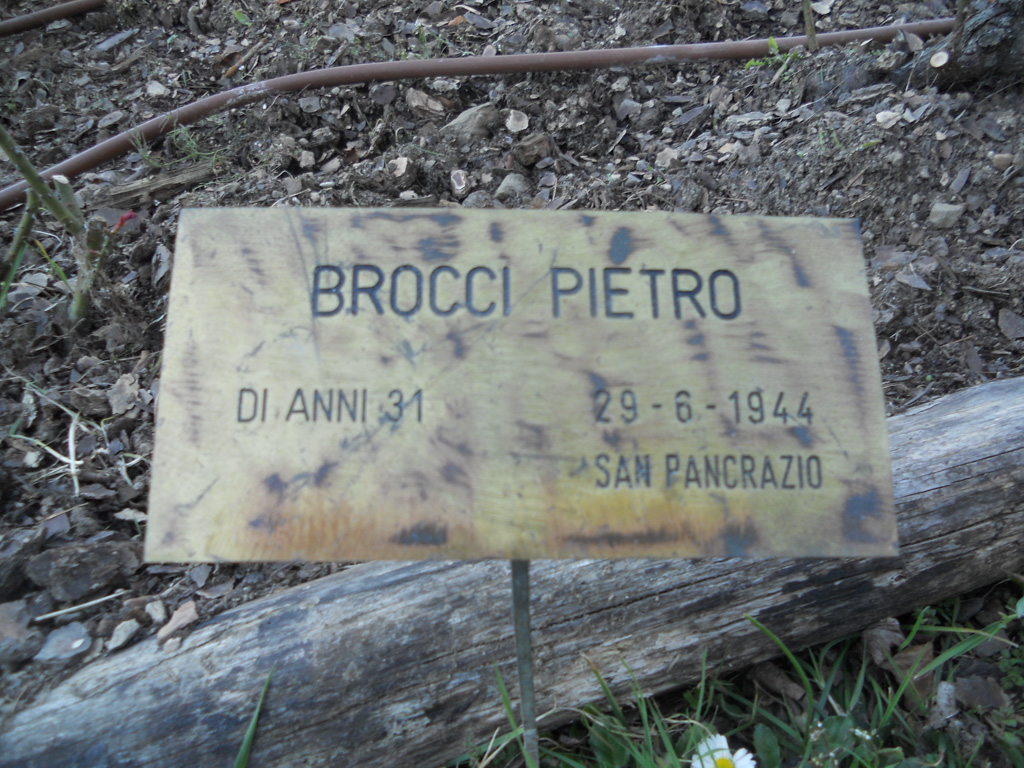 BROCCI PIETRO
DI ANNI 31 29-6-1944
SAN PANCRAZIO